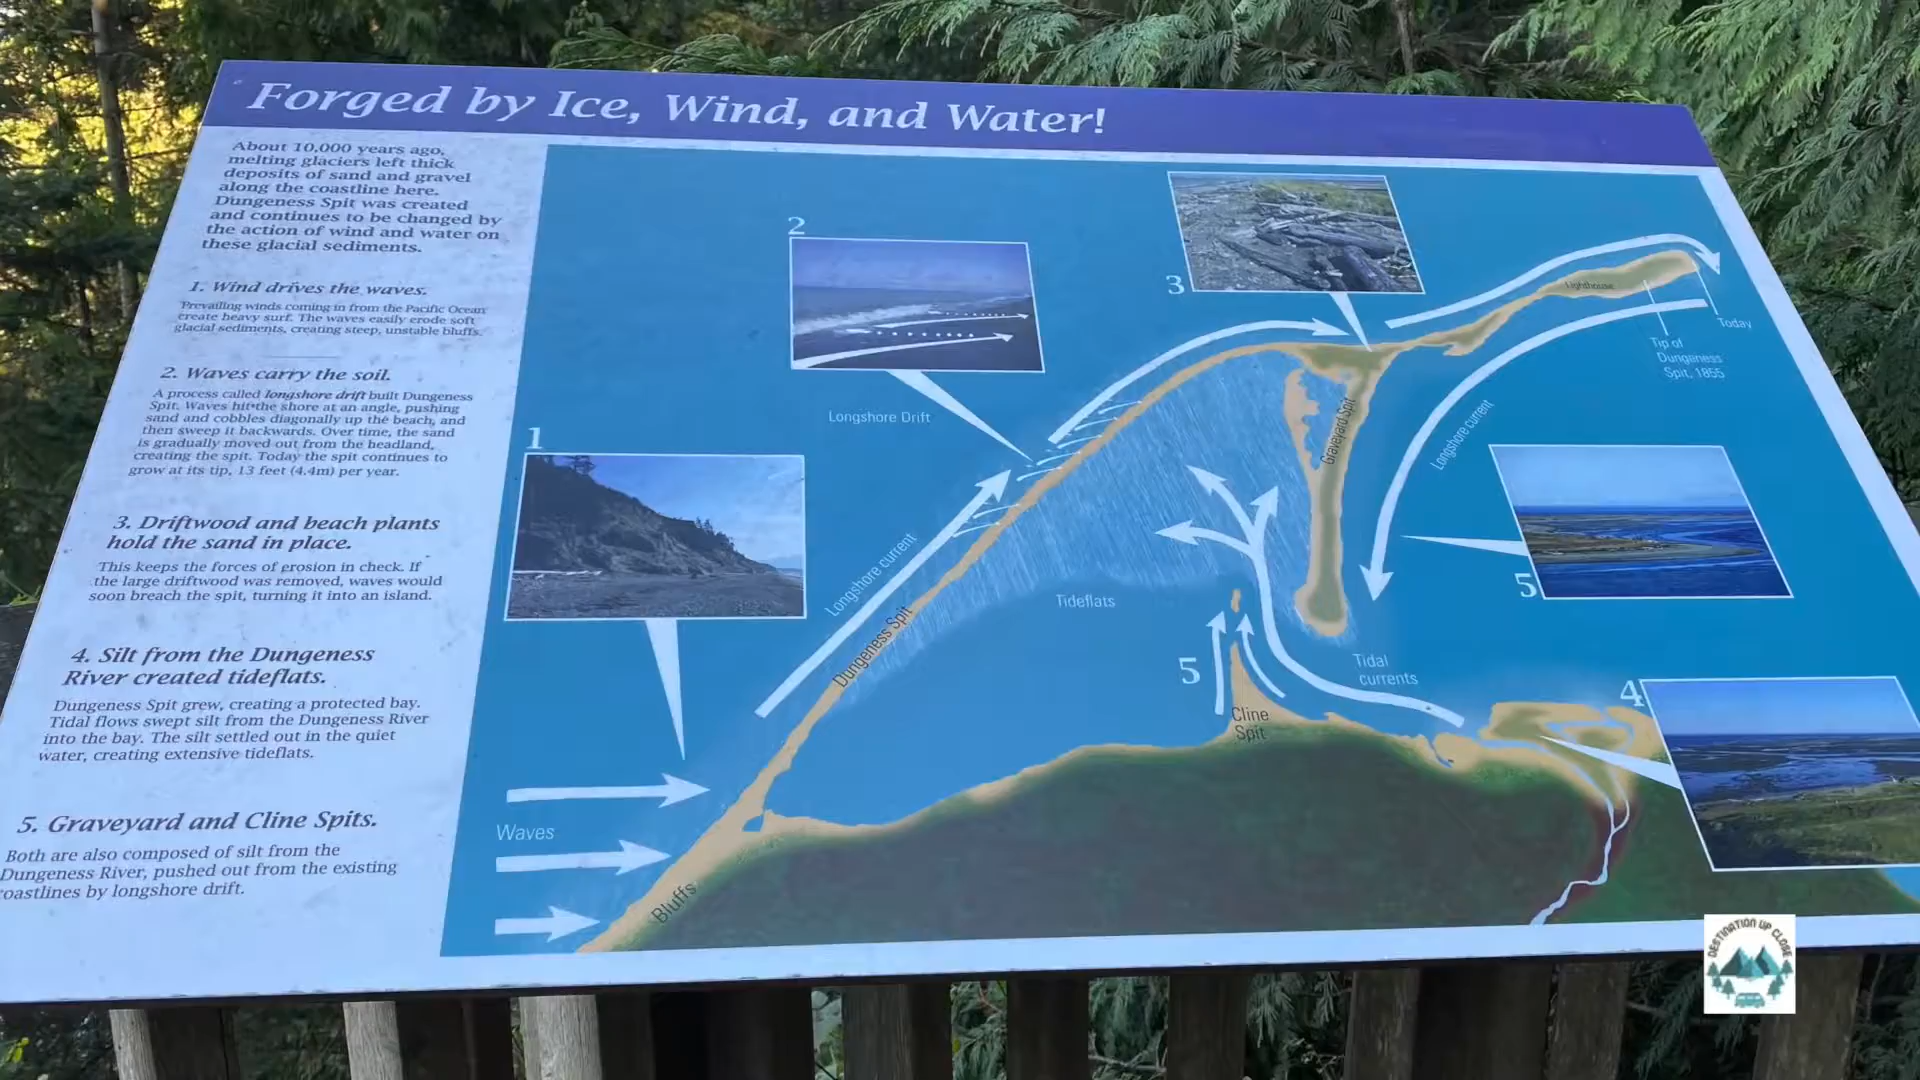 Forged by Ice, Wind, and Water!
About 10,000 years ago,
melting glaciers left thick
deposits of sand and gravel
along the coastline here.
Dungeness Spit was created
and continues to be changed by
the action of wind and water on
these glacial sediments.
1. Wind drives the waves.
Prevailing winds coming in from the Pacific Ocean
create heavy surf. The waves easily erode soft
glacial sediments, creating steep, unstable bluffs.
2. Waves carry the soil.
A process called longshore drift built Dungeness
Spit. Waves hit the shore at an angle, pushing
sand and cobbles diagonally up the beach, and
then sweep it backwards. Over time, the sand
is gradually moved out from the headland,
creating the spit. Today the spit continues to
grow at its tip, 13 feet (4.4m) per year.
3. Driftwood and beach plants
hold the sand in place.
This keeps the forces of erosion in check. If
the large driftwood was removed, waves would
soon breach the spit, turning it into an island.
4. Silt from the Dungeness
River created tideflats.
Dungeness Spit grew, creating a protected bay.
Tidal flows swept silt from the Dungeness River
into the bay. The silt settled out in the quiet
water, creating extensive tideflats.
5. Graveyard and Cline Spits.
Both are also composed of silt from the
Dungeness River, pushed out from the existing
coastlines by longshore drift.
1
2
3
Longshore Drift
Longshore current
Dungeness Spit
Tideflats
Graveyard Spit
Lighthouse
Today
Tip of
Dungeness
Spit, 1855
Longshore current
5
5
Tidal
currents
4
Cline
Spit
Waves
Bluffs
DESTINATION UP CLOSE